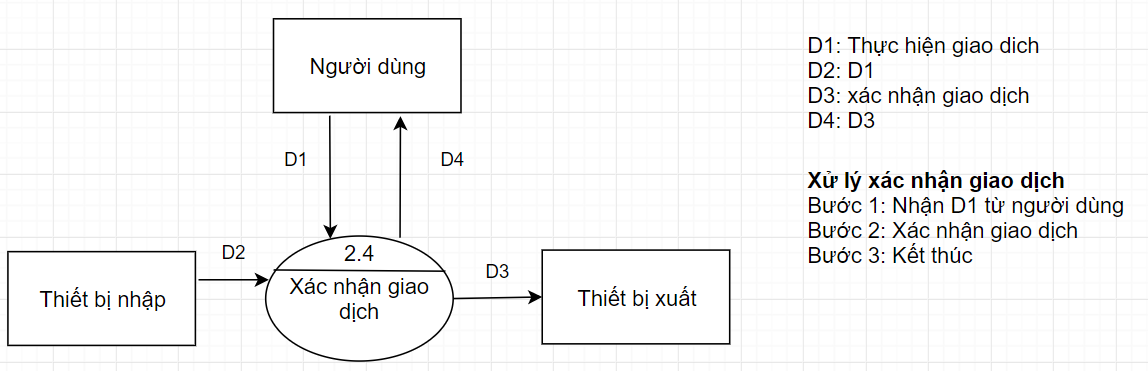 Người dùng
D1
D4
D2
2.4
Xác nhận giao
dịch
D3
Thiết bị nhập
Thiết bị xuất
D1: Thực hiện giao dich
D2: D1
D3: xác nhận giao dịch
D4: D3
Xử lý xác nhận giao dịch
Bước 1: Nhận D1 từ người dùng
Bước 2: Xác nhận giao dịch
Bước 3: Kết thúc